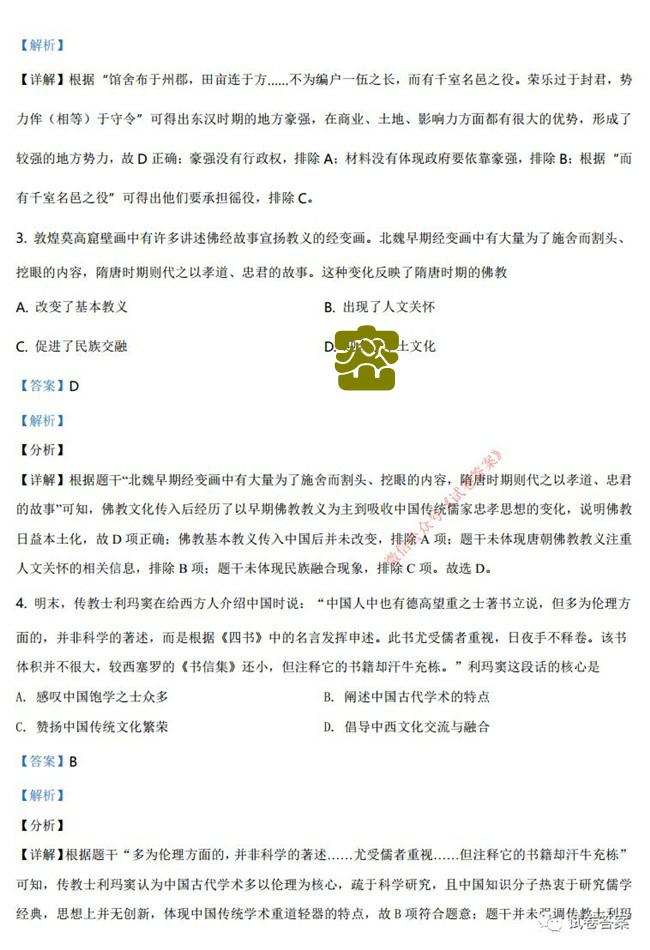 【解析】
【详解】根据“馆舍布于州郡，田亩连于方……不为编户一伍之长，而有千室名邑之役。荣乐过于封君，势
力侔（相等）于守令”可得出东汉时期的地方豪强，在商业、土地、影响力方面都有很大的优势，形成了
较强的地方势力，故D正确；豪强没有行政权，排除A；材料没有体现政府要依靠豪强，排除B；根据“而
有千室名邑之役”可得出他们要承担徭役，排除C。
3. 敦煌莫高窟壁画中有许多讲述佛经故事宣扬教义的经变画。北魏早期经变画中有大量为了施舍而割头、
挖眼的内容，隋唐时期则代之以孝道、忠君的故事。这种变化反映了隋唐时期的佛教
A. 改变了基本教义 B. 出现了人文关怀
C. 促进了民族交融 D. 土文化
【答案】D
【解析】
【分析】
【详解】根据题干“北魏早期经变画中有大量为了施舍而割头、挖眼的内容，隋唐时期则代之以孝道、忠君
的故事”可知，佛教文化传入后经历了以早期佛教教义为主到吸收中国传统儒家忠孝思想的变化，说明佛教
日益本土化，故D项正确；佛教基本教义传入中国后并未改变，排除A项；题干未体现唐朝佛教教义注重
人文关怀的相关信息，排除B项；题干未体现民族融合现象，排除C项。故选D。
4. 明末，传教士利玛窦在给西方人介绍中国时说：“中国人中也有德高望重之士著书立说，但多为伦理方
面的，并非科学的著述，而是根据《四书》中的名言发挥申述。此书尤受儒者重视，日夜手不释卷。该书
体积并不很大，较西塞罗的《书信集》还小，但注释它的书籍却汗牛充栋。”利玛窦这段话的核心是
A. 感叹中国饱学之士众多 B. 阐述中国古代学术的特点
C. 赞扬中国传统文化繁荣 D. 倡导中西文化交流与融合
【答案】B
【解析】
【分析】
【详解】根据题干“多为伦理方面的，并非科学的著述……尤受儒者重视……但注释它的书籍却汗牛充栋”
可知，传教士利玛窦认为中国古代学术多以伦理为核心，疏于科学研究，且中国知识分子热衷于研究儒学
经典，思想上并无创新，体现中国传统学术重道轻器的特点，故B项符合题意；题干并未强调传教士利玛
微信公众号《试卷答案》
试卷答案